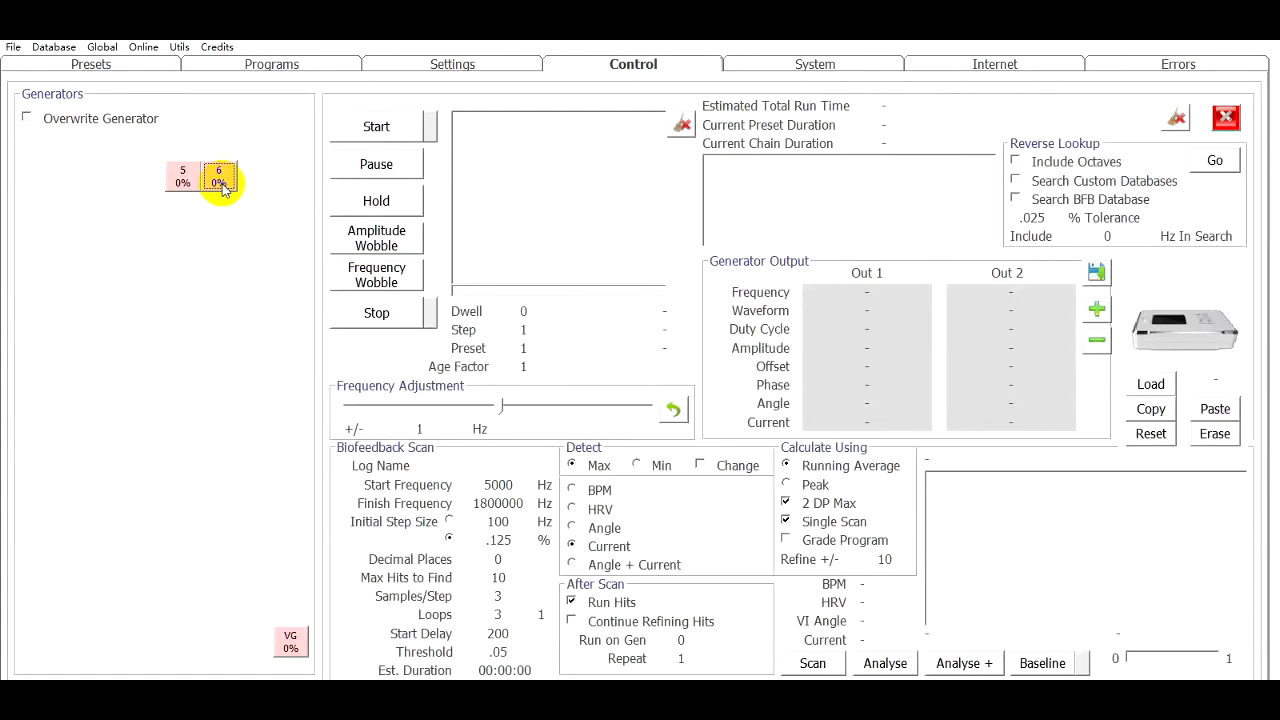 File Database Global Online Utils Credits
Presets Programs Settings Control System Internet Errors
Generators
Overwrite Generator
5 0%
6 0%
VG 0%
Start
Pause
Hold
Amplitude
Wobble
Frequency
Wobble
Stop
Dwell 0 -
Step 1 -
Preset 1 -
Age Factor 1
Estimated Total Run Time -
Current Preset Duration -
Current Chain Duration -
Reverse Lookup
Include Octaves Go
Search Custom Databases
Search BFB Database
.025 % Tolerance
Include 0 Hz In Search
Generator Output
Out 1 Out 2
Frequency - -
Waveform - -
Duty Cycle - -
Amplitude - -
Offset - -
Phase - -
Angle - -
Current - -
Load -
Copy Paste
Reset Erase
Frequency Adjustment
+/- 1 Hz
Biofeedback Scan
Log Name
Start Frequency 5000 Hz
Finish Frequency 1800000 Hz
Initial Step Size 100 Hz
.125 %
Decimal Places 0
Max Hits to Find 10
Samples/Step 3
Loops 3 1
Start Delay 200
Threshold .05
Est. Duration 00:00:00
Detect
Max Min Change
BPM
HRV
Angle
Current
Angle + Current
After Scan
Run Hits
Continue Refining Hits
Run on Gen 0
Repeat 1
Calculate Using
Running Average
Peak
2 DP Max
Single Scan
Grade Program
Refine +/- 10
-
BPM -
HRV -
VI Angle -
Current - - -
Scan Analyse Analyse + Baseline 0 1